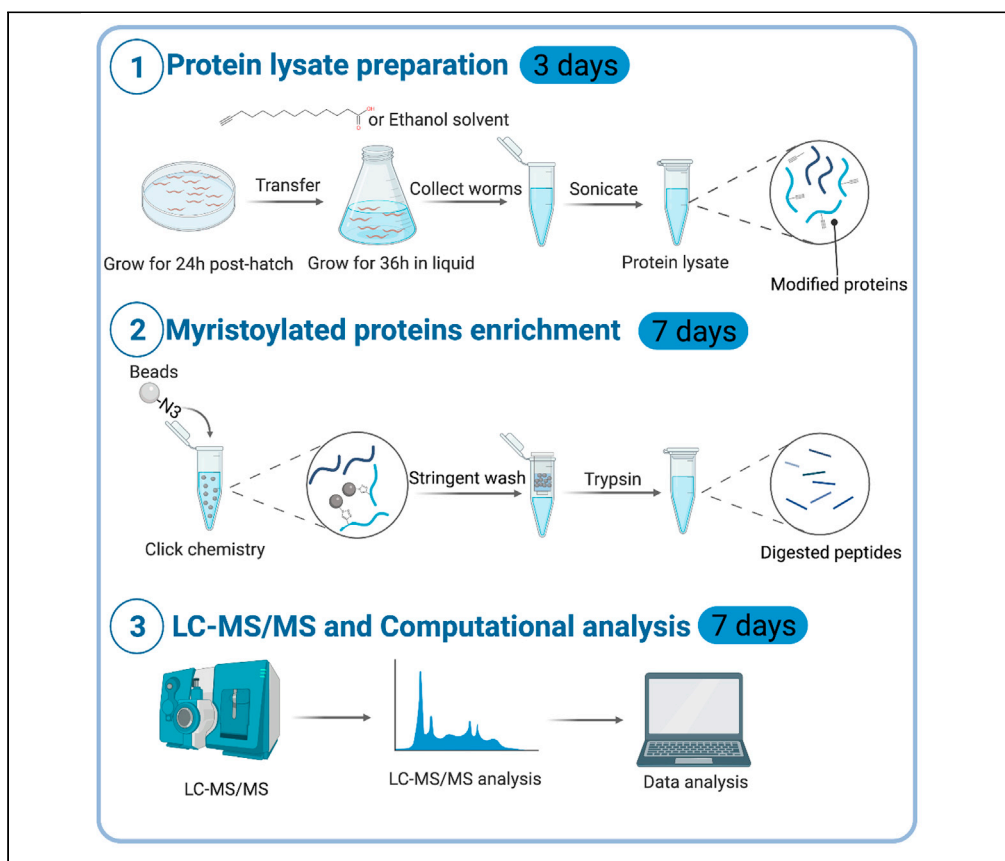 1 Protein lysate preparation 3 days
OH
O
or Ethanol solvent
Transfer
Collect worms
Sonicate
Grow for 24h post-hatch
Grow for 36h in liquid
Protein lysate
Modified proteins
2 Myristoylated proteins enrichment 7 days
Beads
-N3
Stringent wash
Trypsin
Click chemistry
Digested peptides
3 LC-MS/MS and Computational analysis 7 days
LC-MS/MS
LC-MS/MS analysis
Data analysis